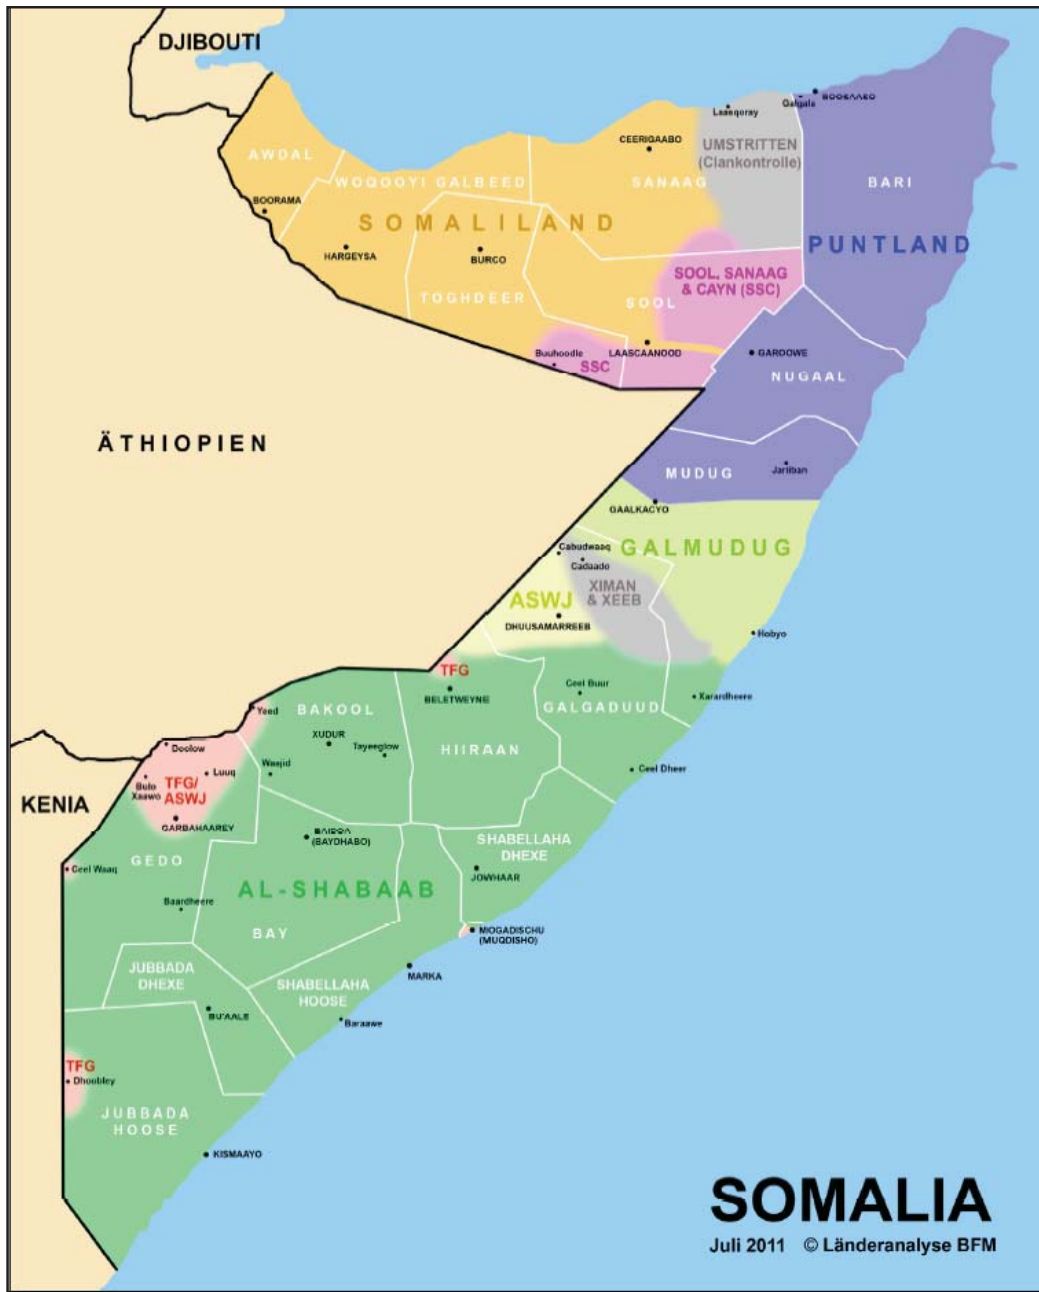 DJIBOUTI
Laasqoray
Galgala
BOOSAASO
CEERIGAABO
UMSTRITTEN
(Clankontrolle)
AWDAL
WOQOOYI GALBEED
SANAAG
BARI
BOORAMA
SOMALILAND
PUNTLAND
HARGEYSA
BURCO
SOOL, SANAAG
& CAYN (SSC)
TOGHDEER
SOOL
Buuhoodle
LAASCAANOOD
SSC
GAROOWE
NUGAAL
ÄTHIOPIEN
MUDUG
Jariiban
GAALKACYO
Cabudwaaq
GALMUDUG
Cadaado
XIMAN
& XEEB
ASWJ
DHUUSAMARREEB
Hobyo
TFG
BELETWEYNE
Ceel Buur
Xarardheere
GALGADUUD
Yeed
BAKOOL
XUDUR
Tayeeglow
HIIRAAN
Doolow
Luuq
Waajid
Bulo
Xaawo
TFG/
ASWJ
Ceel Dheer
KENIA
GARBAHAAREY
(BAYDHABO)
SHABELLAHA
DHEXE
GEDO
Ceel Waaq
JOWHAAR
AL-SHABAAB
Baardheere
BAY
MOGADISCHU
(MUQDISHO)
JUBBADA
DHEXE
MARKA
SHABELLAHA
HOOSE
BU'AALE
Baraawe
TFG
Dhoobley
JUBBADA
HOOSE
KISMAAYO
SOMALIA
Juli 2011 © Länderanalyse BFM